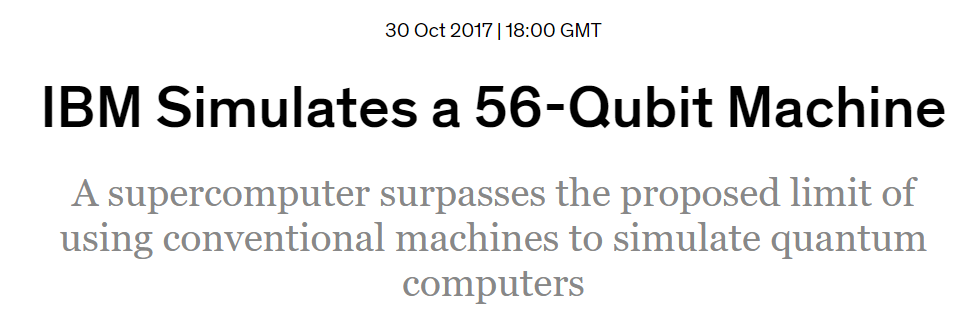 30 Oct 2017 | 18:00 GMT
IBM Simulates a 56-Qubit Machine
A supercomputer surpasses the proposed limit of
using conventional machines to simulate quantum
computers